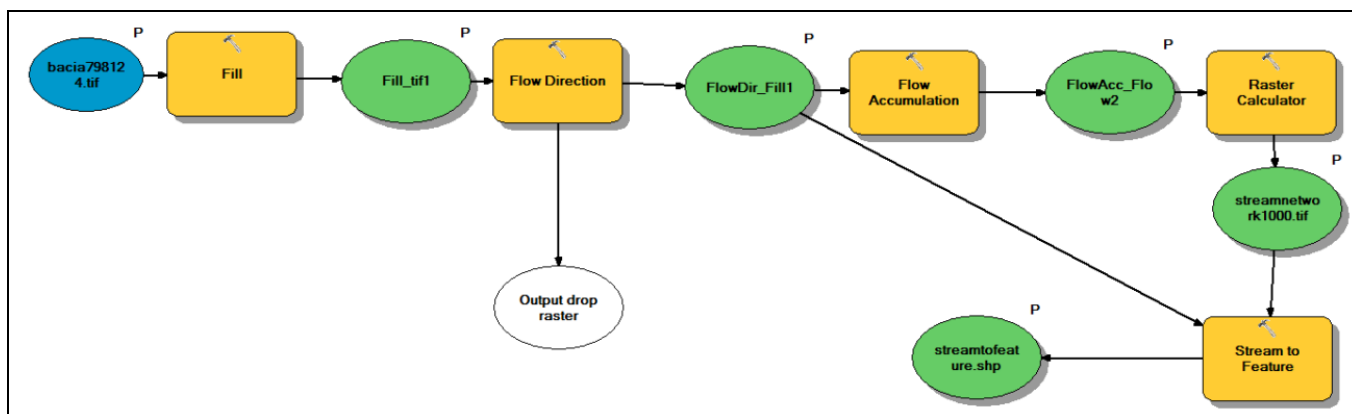 P
bacia79812
4.tif
Fill
P
Fill_tif1
Flow Direction
P
FlowDir_Fill1
Flow
Accumulation
P
FlowAcc_Flo
w2
Raster
Calculator
P
streamnetwo
rk1000.tif
Output drop
raster
P
streamtofeat
ure.shp
Stream to
Feature